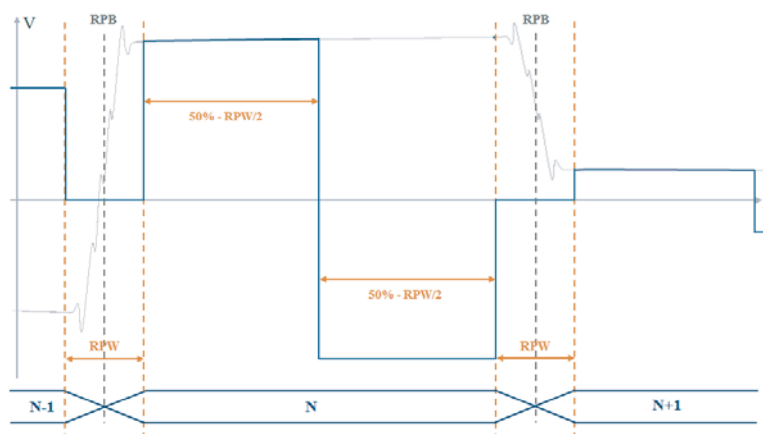 RPB
RPB
V
50% - RPW/2
50% - RPW/2
RPW
RPW
N-1
N
N+1